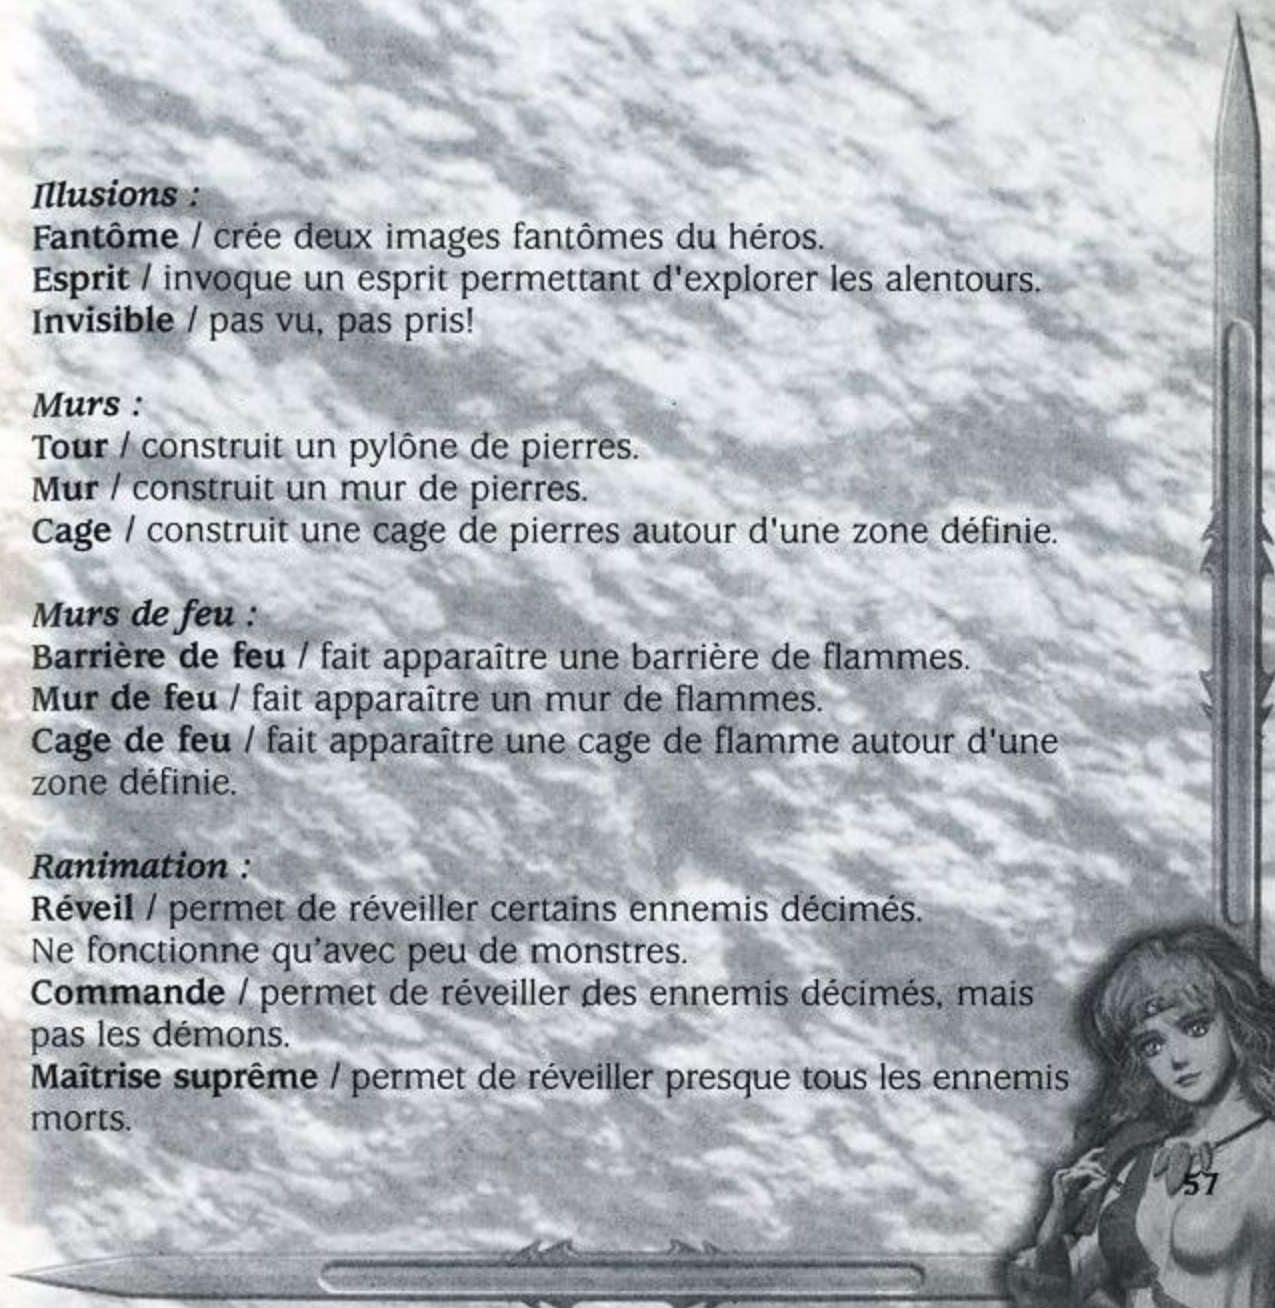 Illusions :
Fantôme / crée deux images fantômes du héros.
Esprit / invoque un esprit permettant d'explorer les alentours.
Invisible / pas vu, pas pris!
Murs :
Tour / construit un pylône de pierres.
Mur / construit un mur de pierres.
Cage / construit une cage de pierres autour d'une zone définie.
Murs de feu :
Barrière de feu / fait apparaître une barrière de flammes.
Mur de feu / fait apparaître un mur de flammes.
Cage de feu / fait apparaître une cage de flamme autour d'une
zone définie.
Ranimation :
Réveil / permet de réveiller certains ennemis décimés.
Ne fonctionne qu'avec peu de monstres.
Commande / permet de réveiller des ennemis décimés, mais
pas les démons.
Maîtrise suprême / permet de réveiller presque tous les ennemis
morts.
57